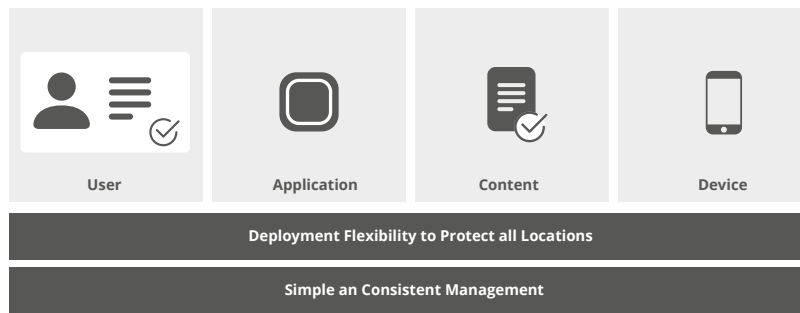 User
Application
Content
Device
Deployment Flexibility to Protect all Locations
Simple an Consistent Management